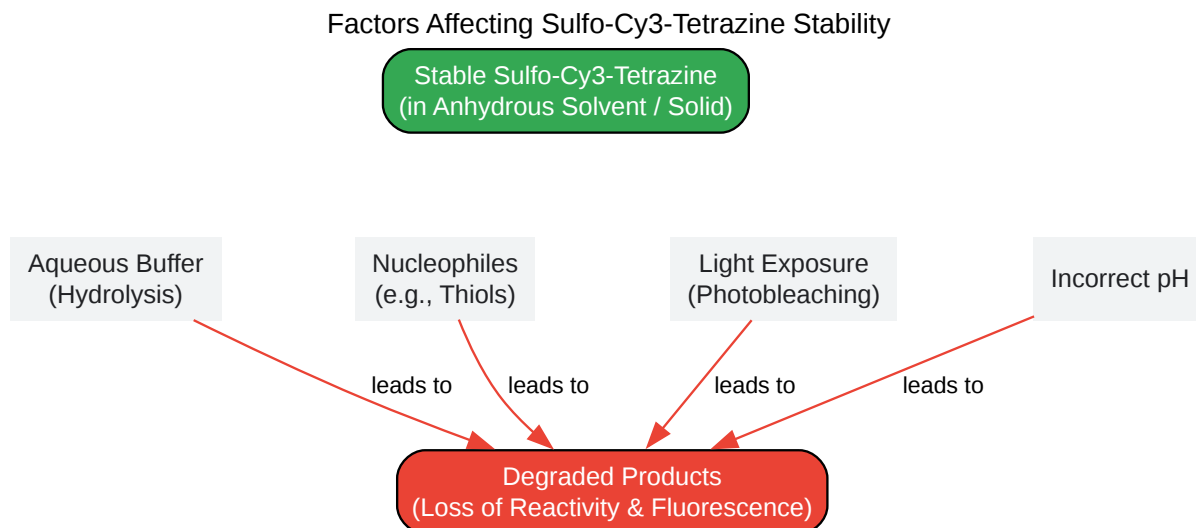 Factors Affecting Sulfo-Cy3-Tetrazine Stability
Stable Sulfo-Cy3-Tetrazine
(in Anhydrous Solvent / Solid)
Aqueous Buffer
(Hydrolysis)
Nucleophiles
(e.g., Thiols)
Light Exposure
(Photobleaching)
Incorrect pH
leads to
leads to
leads to
leads to
Degraded Products
(Loss of Reactivity & Fluorescence)